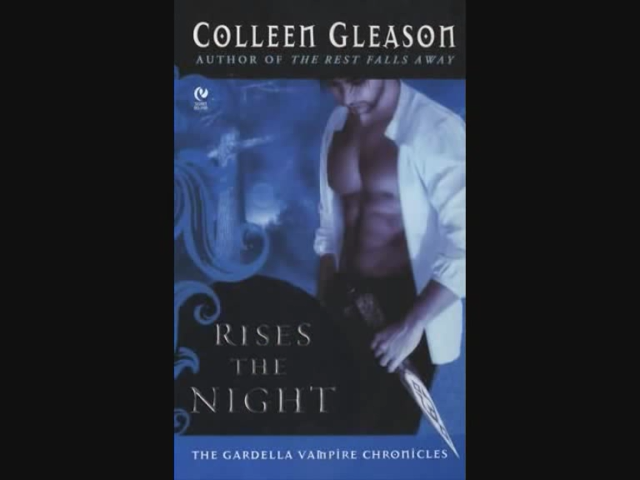 COLLEEN GLEASON
AUTHOR OF THE REST FALLS AWAY
RISES
THE
NIGHT
THE GARDELLA VAMPIRE CHRONICLES